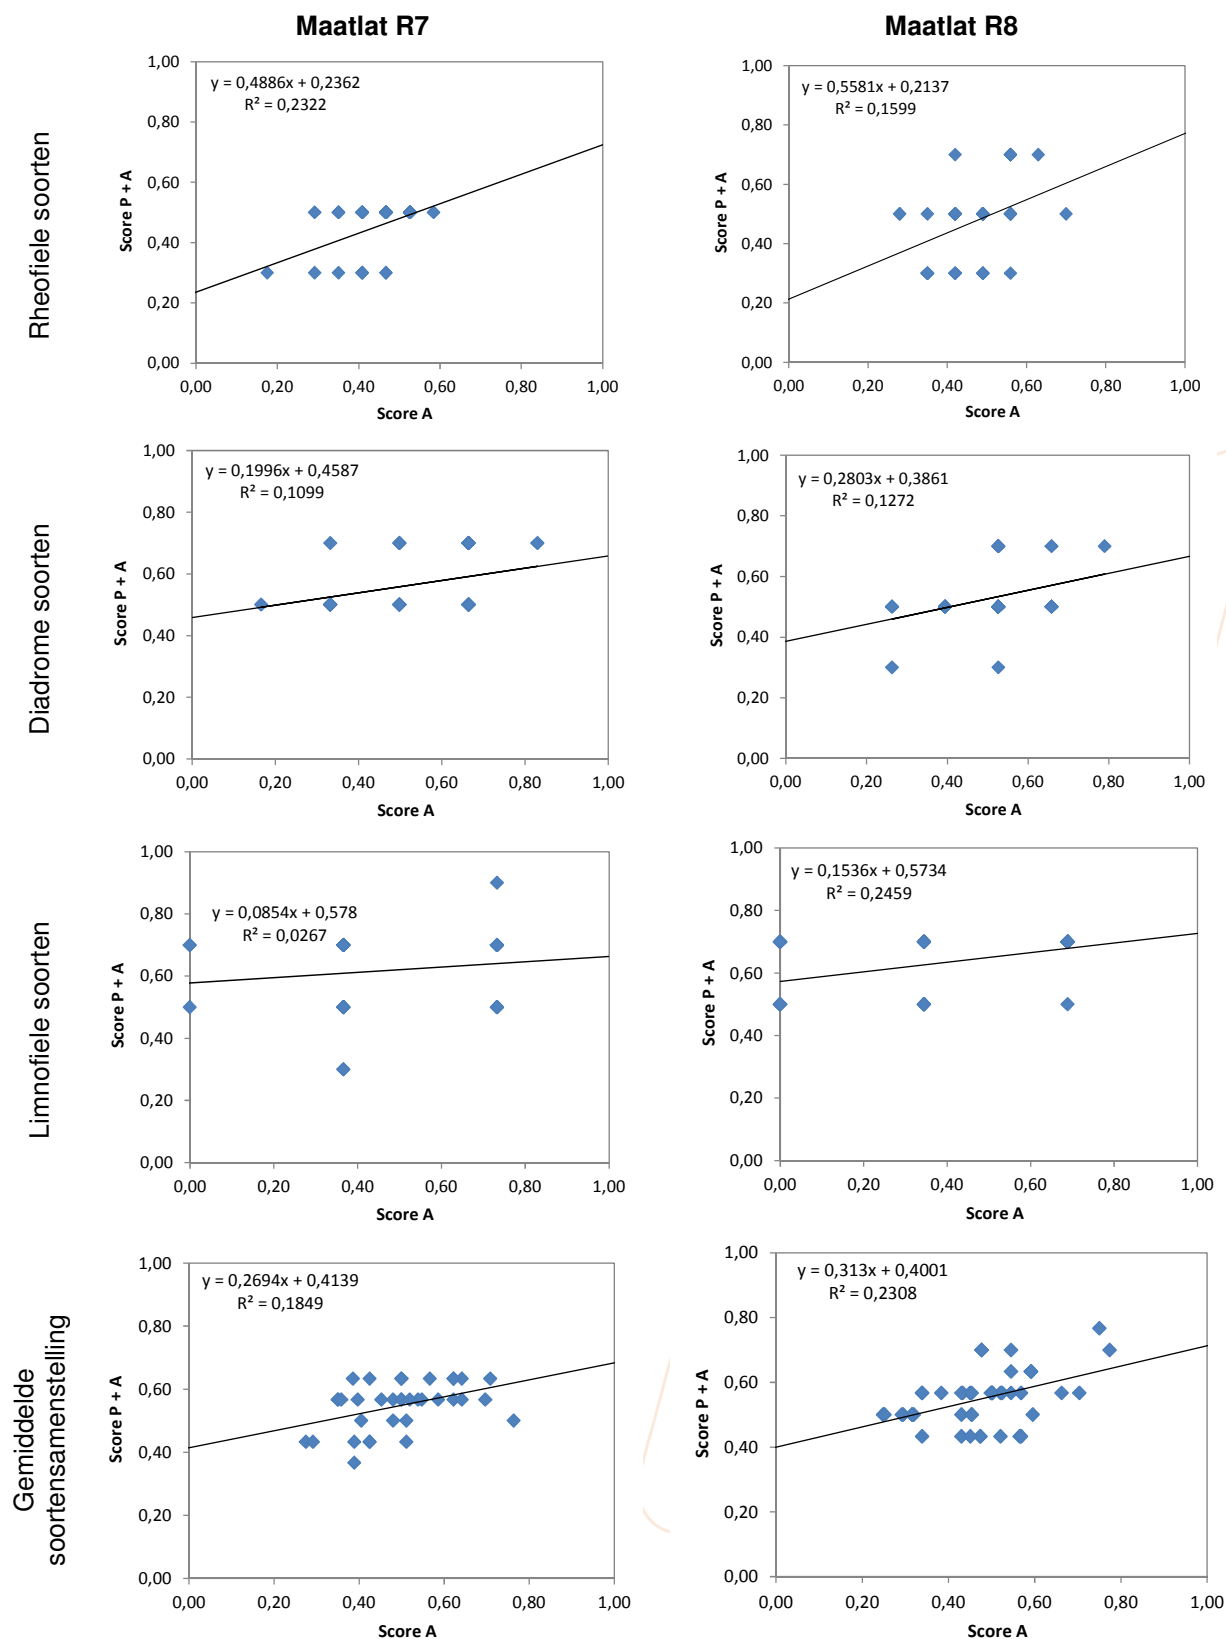 Maatlat R7
Maatlat R8
Rheofiele soorten
y = 0,4886x + 0,2362
R² = 0,2322
1,00
0,80
0,60
0,40
0,20
0,00
Score P + A
0,00 0,20 0,40 0,60 0,80 1,00
Score A
y = 0,5581x + 0,2137
R² = 0,1599
1,00
0,80
0,60
0,40
0,20
0,00
Score P + A
0,00 0,20 0,40 0,60 0,80 1,00
Score A
Diadrome soorten
y = 0,1996x + 0,4587
R² = 0,1099
1,00
0,80
0,60
0,40
0,20
0,00
Score P + A
0,00 0,20 0,40 0,60 0,80 1,00
Score A
y = 0,2803x + 0,3861
R² = 0,1272
1,00
0,80
0,60
0,40
0,20
0,00
Score P + A
0,00 0,20 0,40 0,60 0,80 1,00
Score A
Limnofiele soorten
y = 0,0854x + 0,578
R² = 0,0267
1,00
0,80
0,60
0,40
0,20
0,00
Score P + A
0,00 0,20 0,40 0,60 0,80 1,00
Score A
y = 0,1536x + 0,5734
R² = 0,2459
1,00
0,80
0,60
0,40
0,20
0,00
Score P + A
0,00 0,20 0,40 0,60 0,80 1,00
Score A
Gemiddelde
soortensamenstelling
y = 0,2694x + 0,4139
R² = 0,1849
1,00
0,80
0,60
0,40
0,20
0,00
Score P + A
0,00 0,20 0,40 0,60 0,80 1,00
Score A
y = 0,313x + 0,4001
R² = 0,2308
1,00
0,80
0,60
0,40
0,20
0,00
Score P + A
0,00 0,20 0,40 0,60 0,80 1,00
Score A